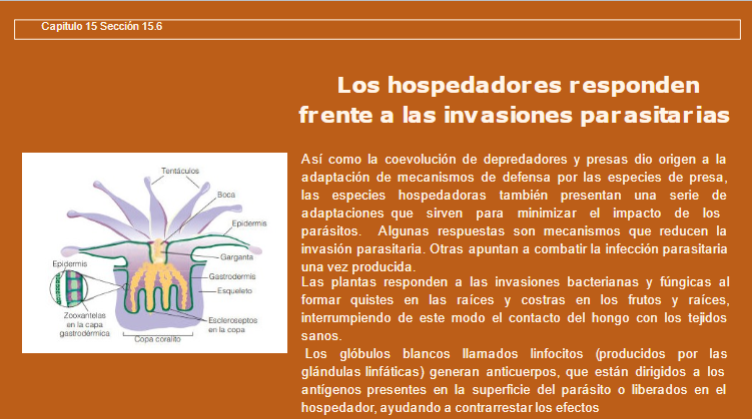 Capitulo 15 Sección 15.6
Los hospedadores responden
frente a las invasiones parasitarias
Tentáculos
Boca
Epidermis
Garganta
Epidermis
Gastrodermis
Esqueleto
Zooxantelas
en la capa
gastrodérmica
Escleroseptos
en la copa
Copa coralito
Así como la coevolución de depredadores y presas dio origen a la
adaptación de mecanismos de defensa por las especies de presa,
las especies hospedadoras también presentan una serie de
adaptaciones que sirven para minimizar el impacto de los
parásitos. Algunas respuestas son mecanismos que reducen la
invasión parasitaria. Otras apuntan a combatir la infección parasitaria
una vez producida.
Las plantas responden a las invasiones bacterianas y fúngicas al
formar quistes en las raíces y costras en los frutos y raíces,
interrumpiendo de este modo el contacto del hongo con los tejidos
sanos.
Los glóbulos blancos llamados linfocitos (producidos por las
glándulas linfáticas) generan anticuerpos, que están dirigidos a los
antígenos presentes en la superficie del parásito o liberados en el
hospedador, ayudando a contrarrestar los efectos